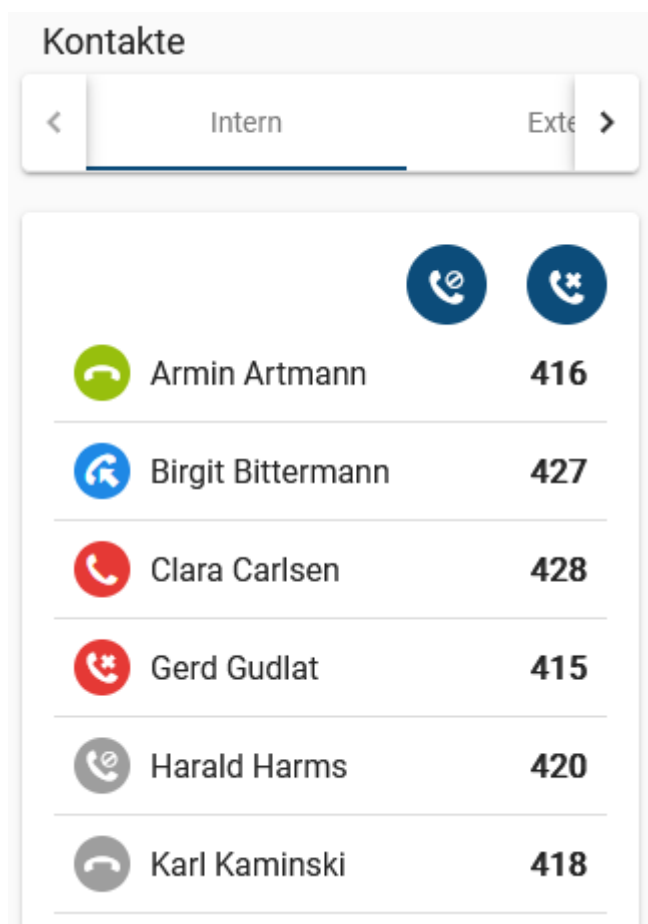 Kontakte
Intern Exte
Armin Artmann 416
Birgit Bittermann 427
Clara Carlsen 428
Gerd Gudlat 415
Harald Harms 420
Karl Kaminski 418